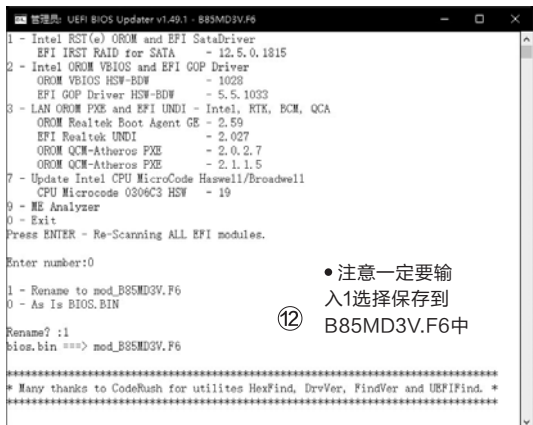 管理员: UEFI BIOS Updater v1.49.1 - B85MD3V.F6
1 - Intel RST(e) OROM and EFI SataDriver
EFI IRST RAID for SATA - 12.5.0.1815
2 - Intel OROM VBIOS and EFI GOP Driver
OROM VBIOS HSW-BDW - 1028
EFI GOP Driver HSW-BDW - 5.5.1033
3 - LAN OROM PXE and EFI UNDI - Intel, RTK, BCM, QCA
OROM Realtek Boot Agent GE - 2.59
EFI Realtek UNDI - 2.027
OROM QCM-Atheros PXE - 2.0.2.7
OROM QCM-Atheros PXE - 2.1.1.5
7 - Update Intel CPU MicroCode Haswell/Broadwell
CPU Microcode 0306C3 HSW - 19
9 - ME Analyzer
0 - Exit
Press ENTER - Re-Scanning ALL EFI modules.
Enter number:0
1 - Rename to mod_B85MD3V.F6
0 - As Is BIOS.BIN
Rename? :1
bios.bin ===> mod_B85MD3V.F6
⑫
●注意一定要输
入1选择保存到
B85MD3V.F6中
********************************************************************************
* Many thanks to CodeRush for utilites HexFind, DrvVer, FindVer and UEFIFind. *
********************************************************************************